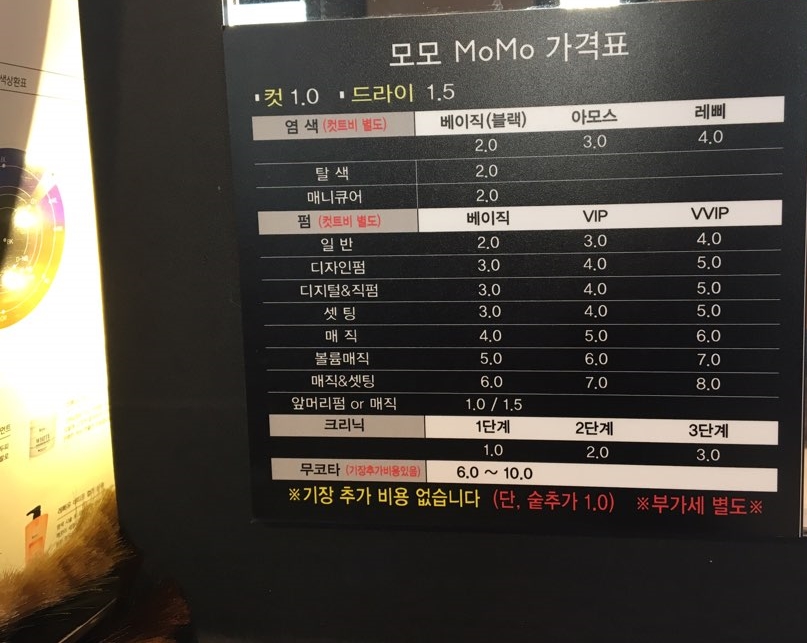 색상환표
모모 MoMo 가격표
▪컷 1.0 ▪드라이 1.5
염 색 (컷트비 별도) 베이직(블랙) 아모스 레삐
2.0 3.0 4.0
탈 색 2.0
매니큐어 2.0
펌 (컷트비 별도) 베이직 VIP VVIP
일 반 2.0 3.0 4.0
디자인펌 3.0 4.0 5.0
디지털&직펌 3.0 4.0 5.0
셋 팅 3.0 4.0 5.0
매 직 4.0 5.0 6.0
볼륨매직 5.0 6.0 7.0
매직&셋팅 6.0 7.0 8.0
앞머리펌 or 매직 1.0 / 1.5
크리닉 1단계 2단계 3단계
1.0 2.0 3.0
무코타 (기장추가비용있음) 6.0 ~ 10.0
※기장 추가 비용 없습니다 (단, 숱추가 1.0) ※부가세 별도※